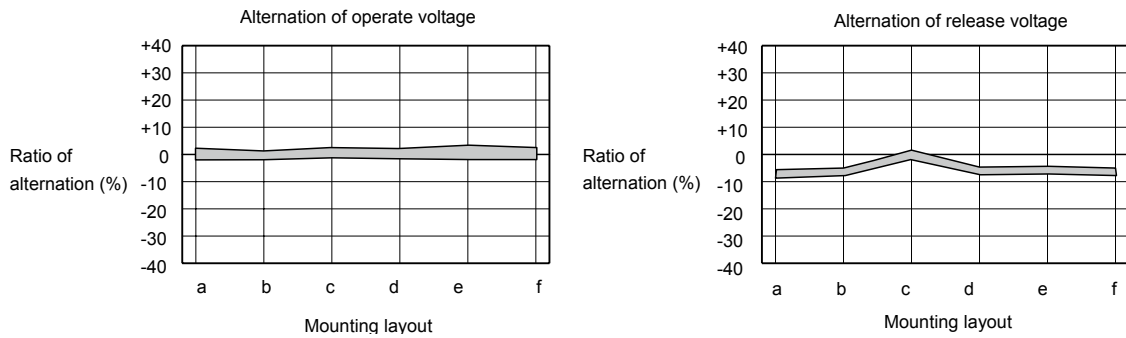 Alternation of operate voltage
+40
+30
+20
+10
0
-10
-20
-30
-40
Ratio of
alternation (%)
a b c d e f
Mounting layout
Alternation of release voltage
+40
+30
+20
+10
0
-10
-20
-30
-40
Ratio of
alternation (%)
a b c d e f
Mounting layout